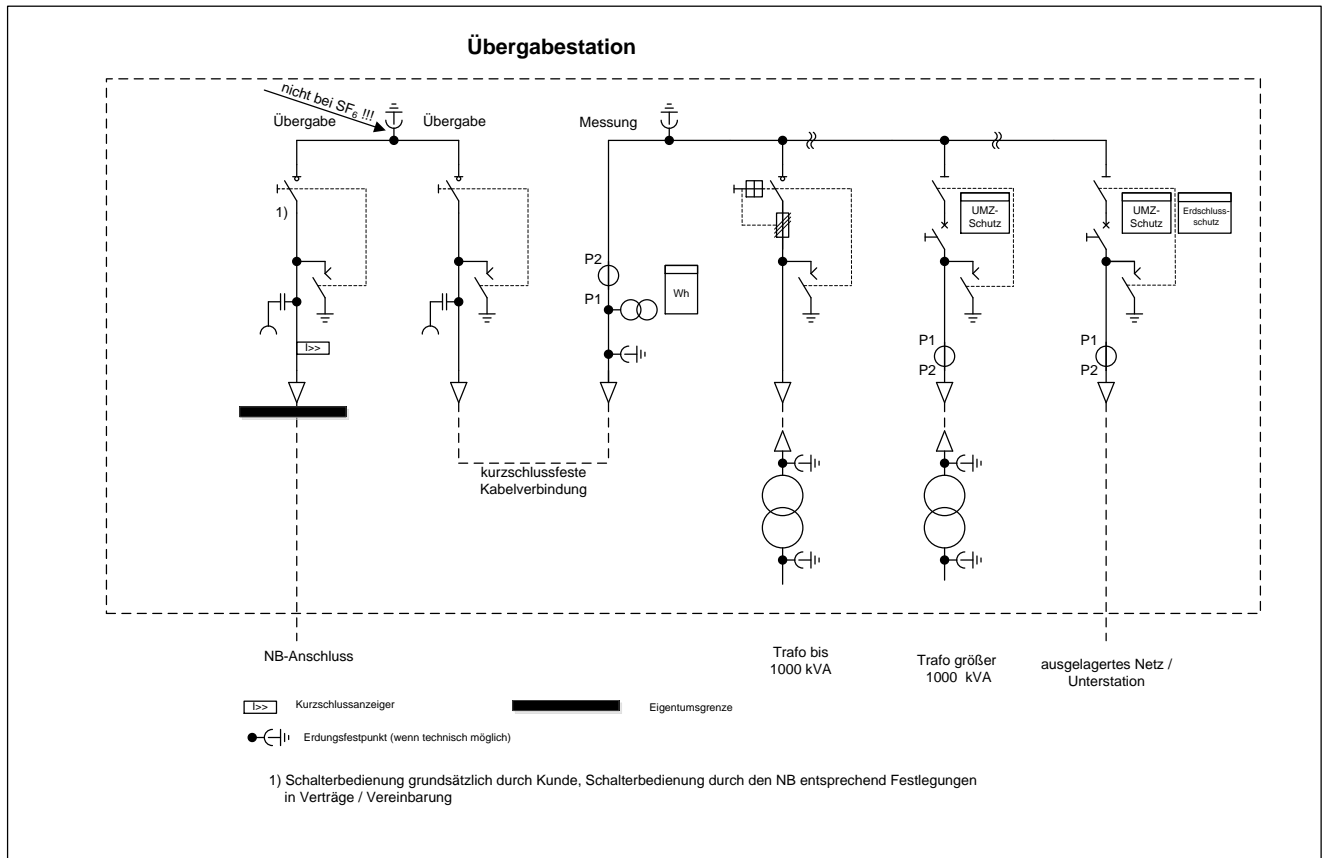 Übergabestation
nicht bei SF₆ !!!
Übergabe
Übergabe
Messung
1)
UMZ-
Schutz
UMZ-
Schutz
Erdschluss-
schutz
P2
P1
Wh
I>>
P1
P2
P1
P2
kurzschlussfeste
Kabelverbindung
NB-Anschluss
Trafo bis
1000 kVA
Trafo größer
1000 kVA
ausgelagertes Netz /
Unterstation
I>> Kurzschlussanzeiger
Eigentumsgrenze
Erdungsfestpunkt (wenn technisch möglich)
1) Schalterbedienung grundsätzlich durch Kunde, Schalterbedienung durch den NB entsprechend Festlegungen
in Verträge / Vereinbarung